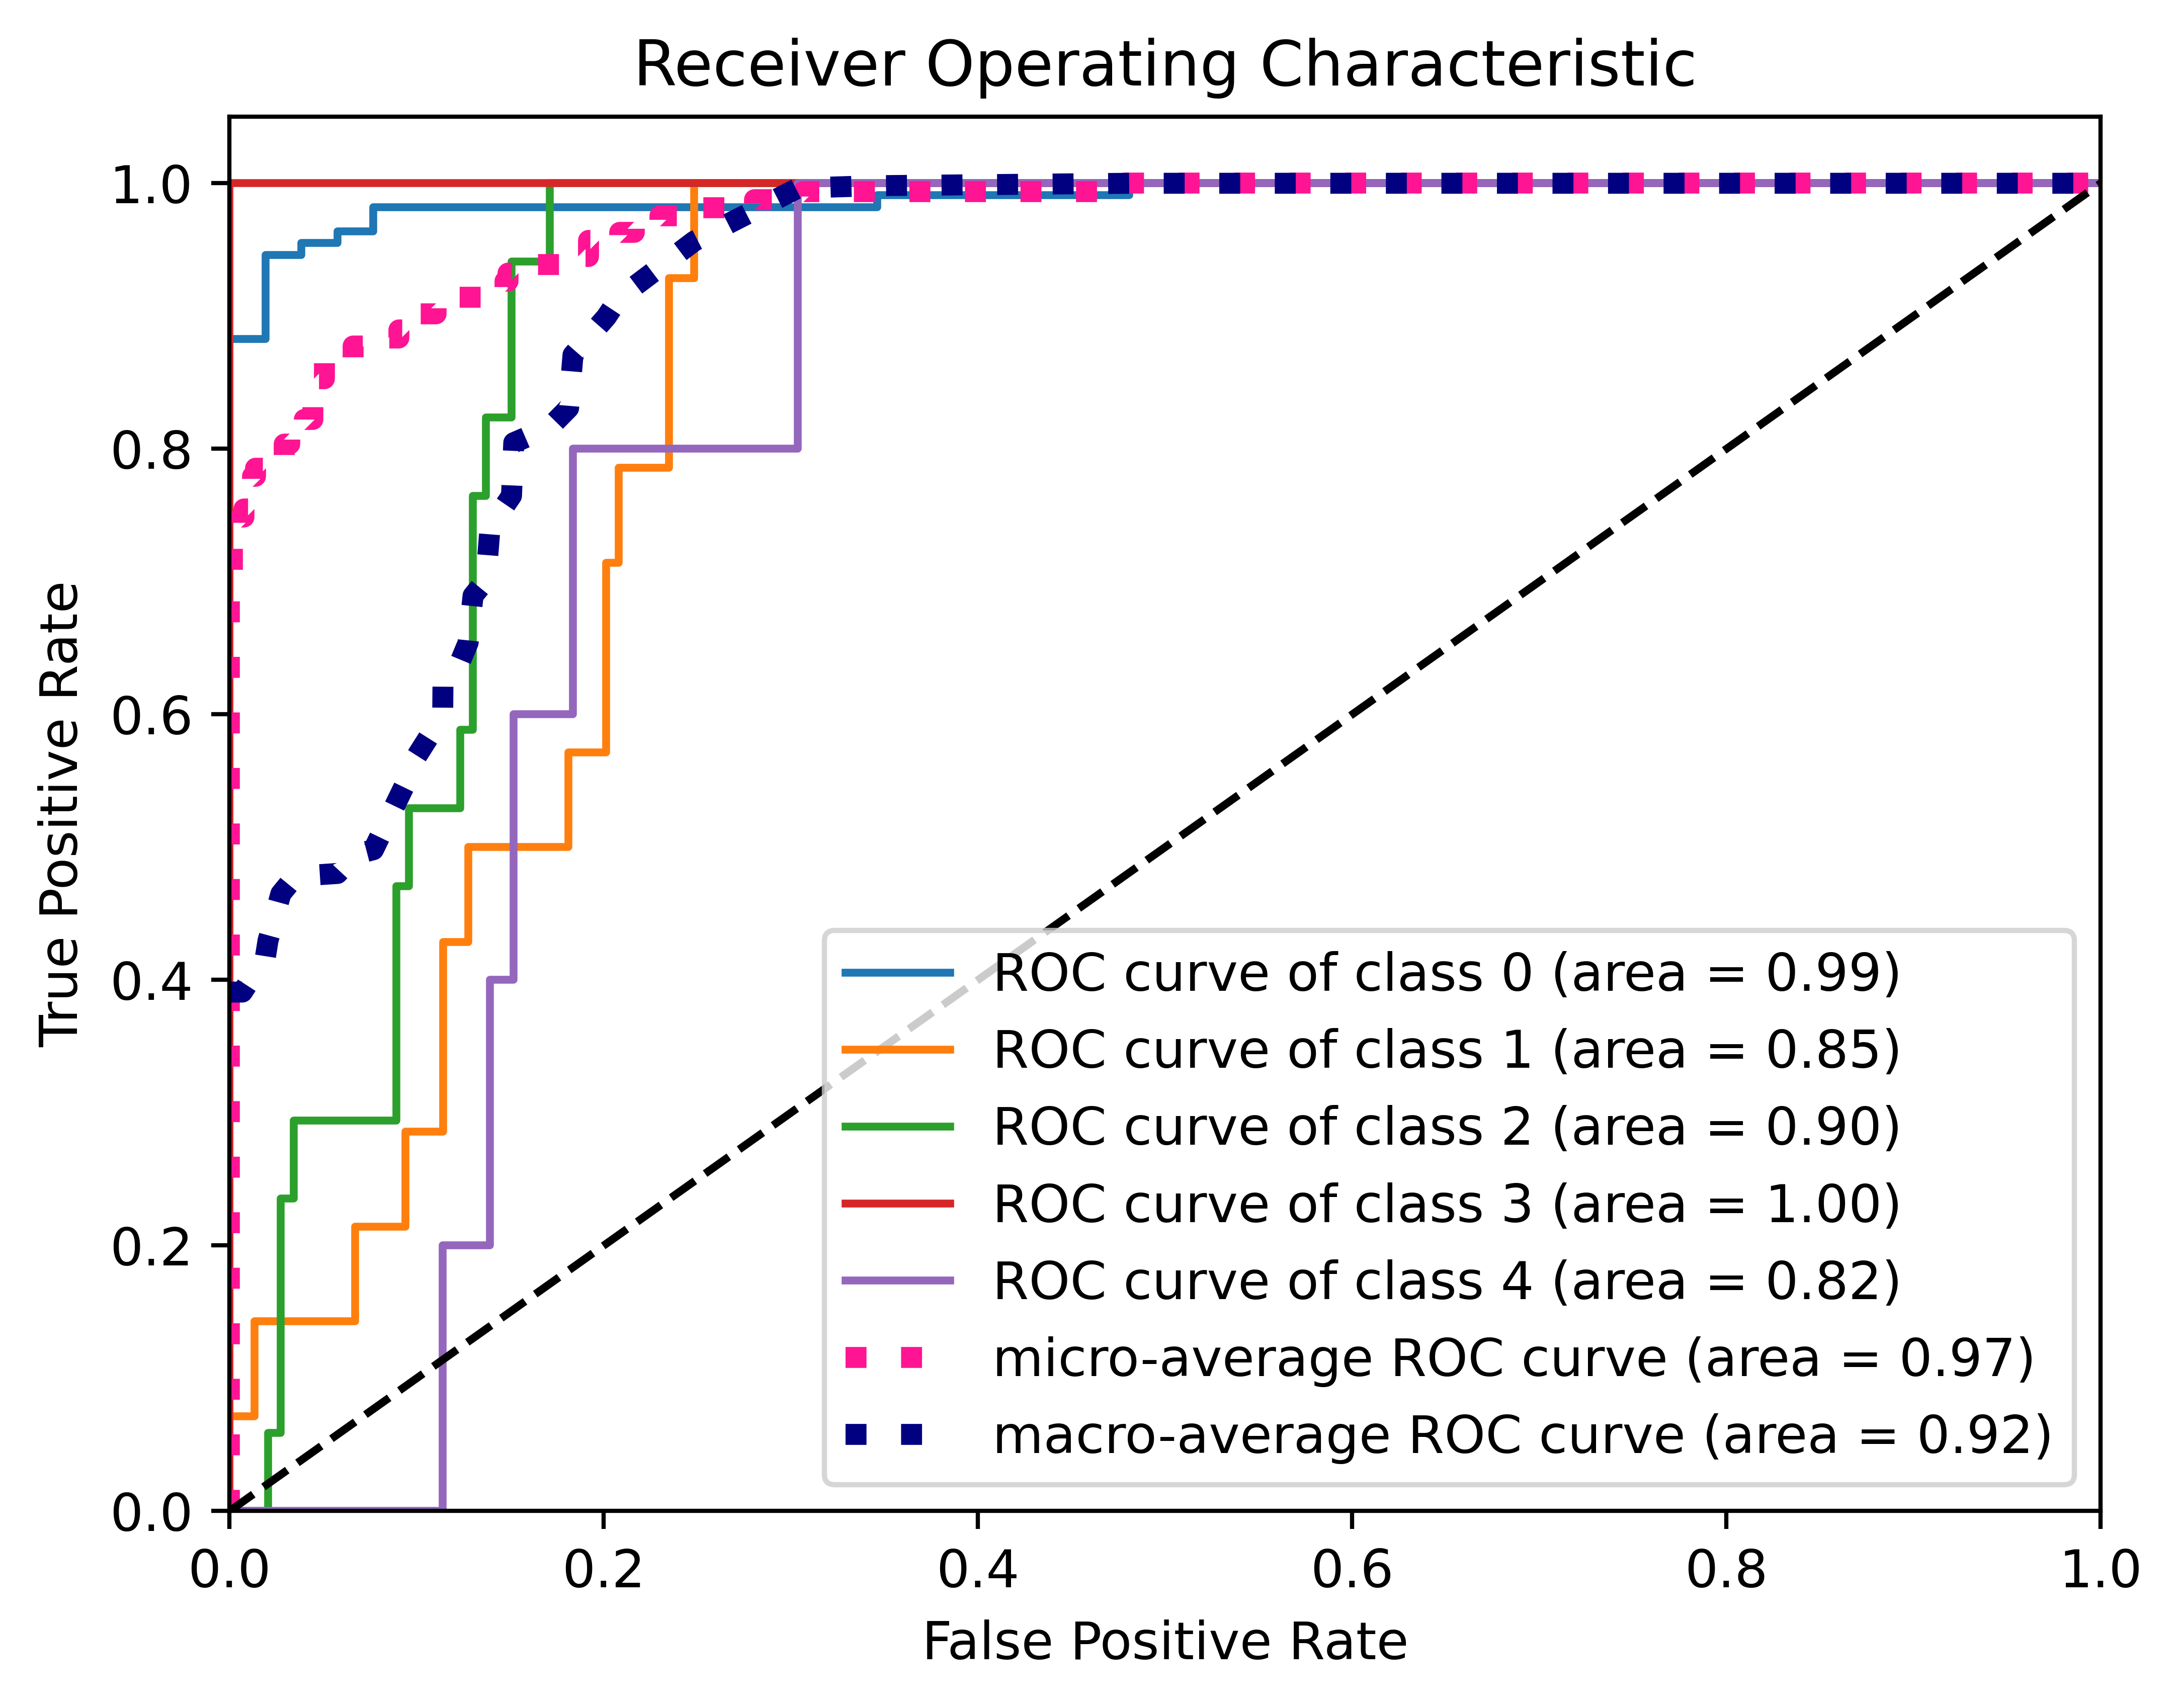 Receiver Operating Characteristic
1.0
0.8
0.6
0.4
0.2
0.0
True Positive Rate
ROC curve of class 0 (area = 0.99)
ROC curve of class 1 (area = 0.85)
ROC curve of class 2 (area = 0.90)
ROC curve of class 3 (area = 1.00)
ROC curve of class 4 (area = 0.82)
micro-average ROC curve (area = 0.97)
macro-average ROC curve (area = 0.92)
0.0 0.2 0.4 0.6 0.8 1.0
False Positive Rate